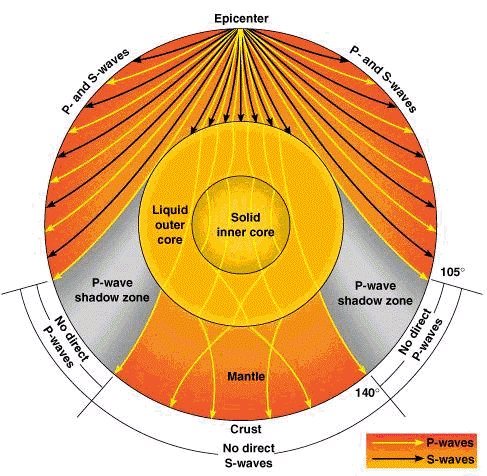 Epicenter
P- and S-waves
P- and S-waves
Liquid
outer
core
Solid
inner core
P-wave
shadow zone
P-wave
shadow zone
105°
No direct
P-waves
No direct
P-waves
Mantle
140°
Crust
No direct
S-waves
P-waves
S-waves